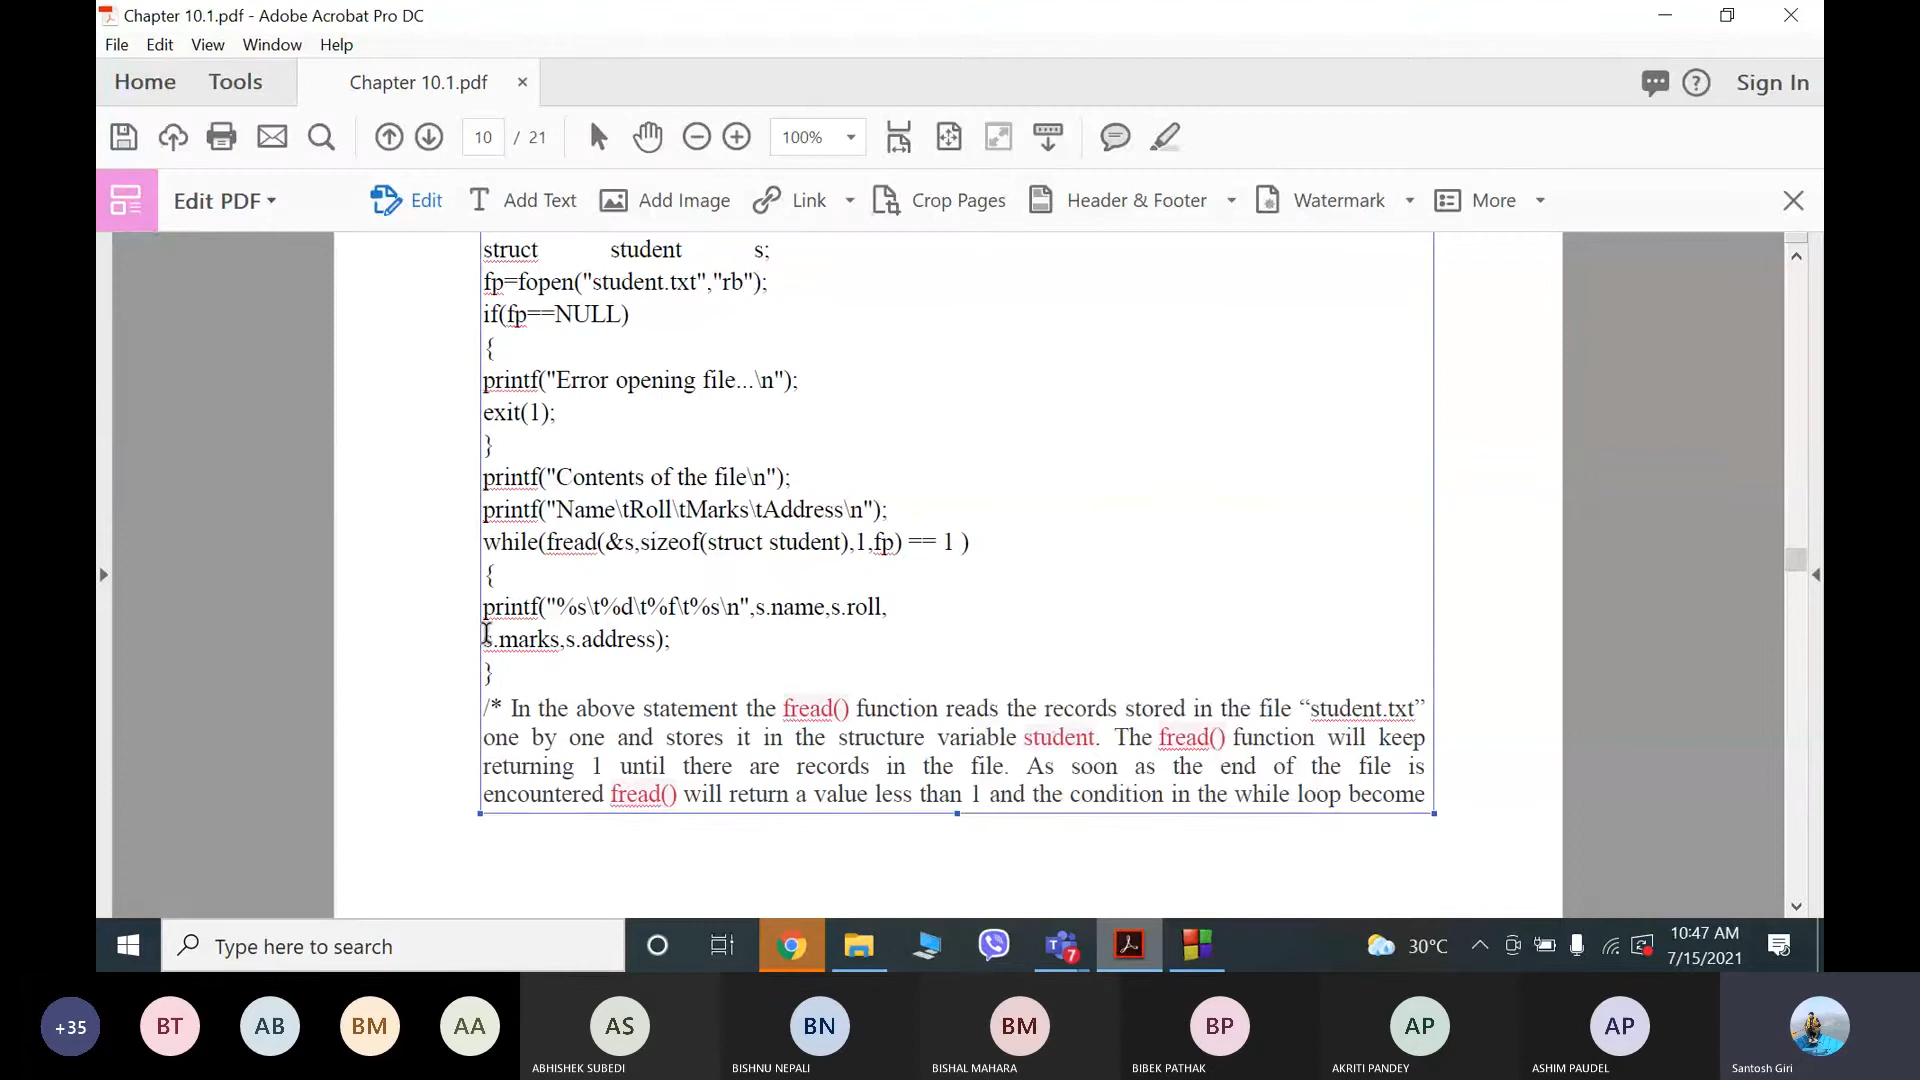 Chapter 10.1.pdf - Adobe Acrobat Pro DC
File Edit View Window Help
Home Tools Chapter 10.1.pdf × Sign In
10 / 21 100%
Edit PDF Edit Add Text Add Image Link Crop Pages Header & Footer Watermark More
struct student s;
fp=fopen("student.txt","rb");
if(fp==NULL)
{
printf("Error opening file...\n");
exit(1);
}
printf("Contents of the file\n");
printf("Name\tRoll\tMarks\tAddress\n");
while(fread(&s,sizeof(struct student),1,fp) == 1 )
{
printf("%s\t%d\t%f\t%s\n",s.name,s.roll,
s.marks,s.address);
}
/* In the above statement the fread() function reads the records stored in the file “student.txt”
one by one and stores it in the structure variable student. The fread() function will keep
returning 1 until there are records in the file. As soon as the end of the file is
encountered fread() will return a value less than 1 and the condition in the while loop become
Type here to search 7 30°C 10:47 AM
7/15/2021
+35 BT AB BM AA AS BN BM BP AP AP
ABHISHEK SUBEDI BISHNU NEPALI BISHAL MAHARA BIBEK PATHAK AKRITI PANDEY ASHIM PAUDEL Santosh Giri